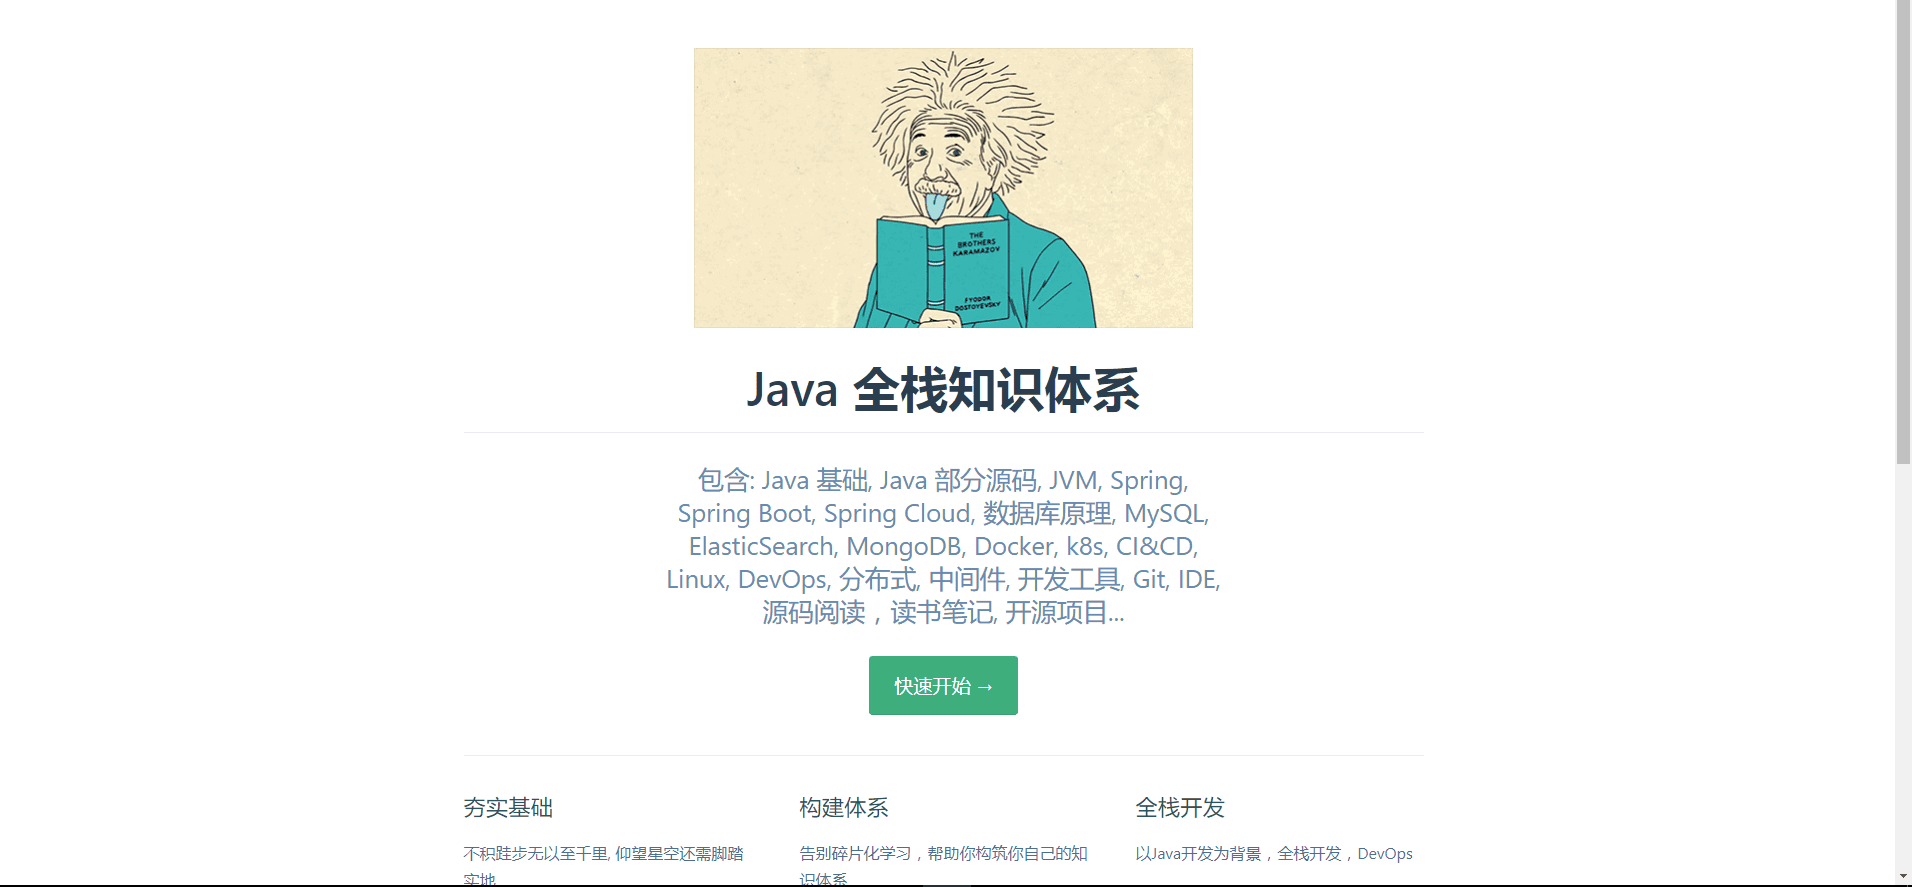 THE
BROTHERS
KARAMAZOV
FYODOR
DOSTOYEVSKY
Java 全栈知识体系
包含: Java 基础, Java 部分源码, JVM, Spring,
Spring Boot, Spring Cloud, 数据库原理, MySQL,
ElasticSearch, MongoDB, Docker, k8s, CI&CD,
Linux, DevOps, 分布式, 中间件, 开发工具, Git, IDE,
源码阅读，读书笔记, 开源项目...
快速开始 →
夯实基础
不积跬步无以至千里, 仰望星空还需脚踏
实地
构建体系
告别碎片化学习，帮助你构筑你自己的知
识体系
全栈开发
以Java开发为背景，全栈开发，DevOps